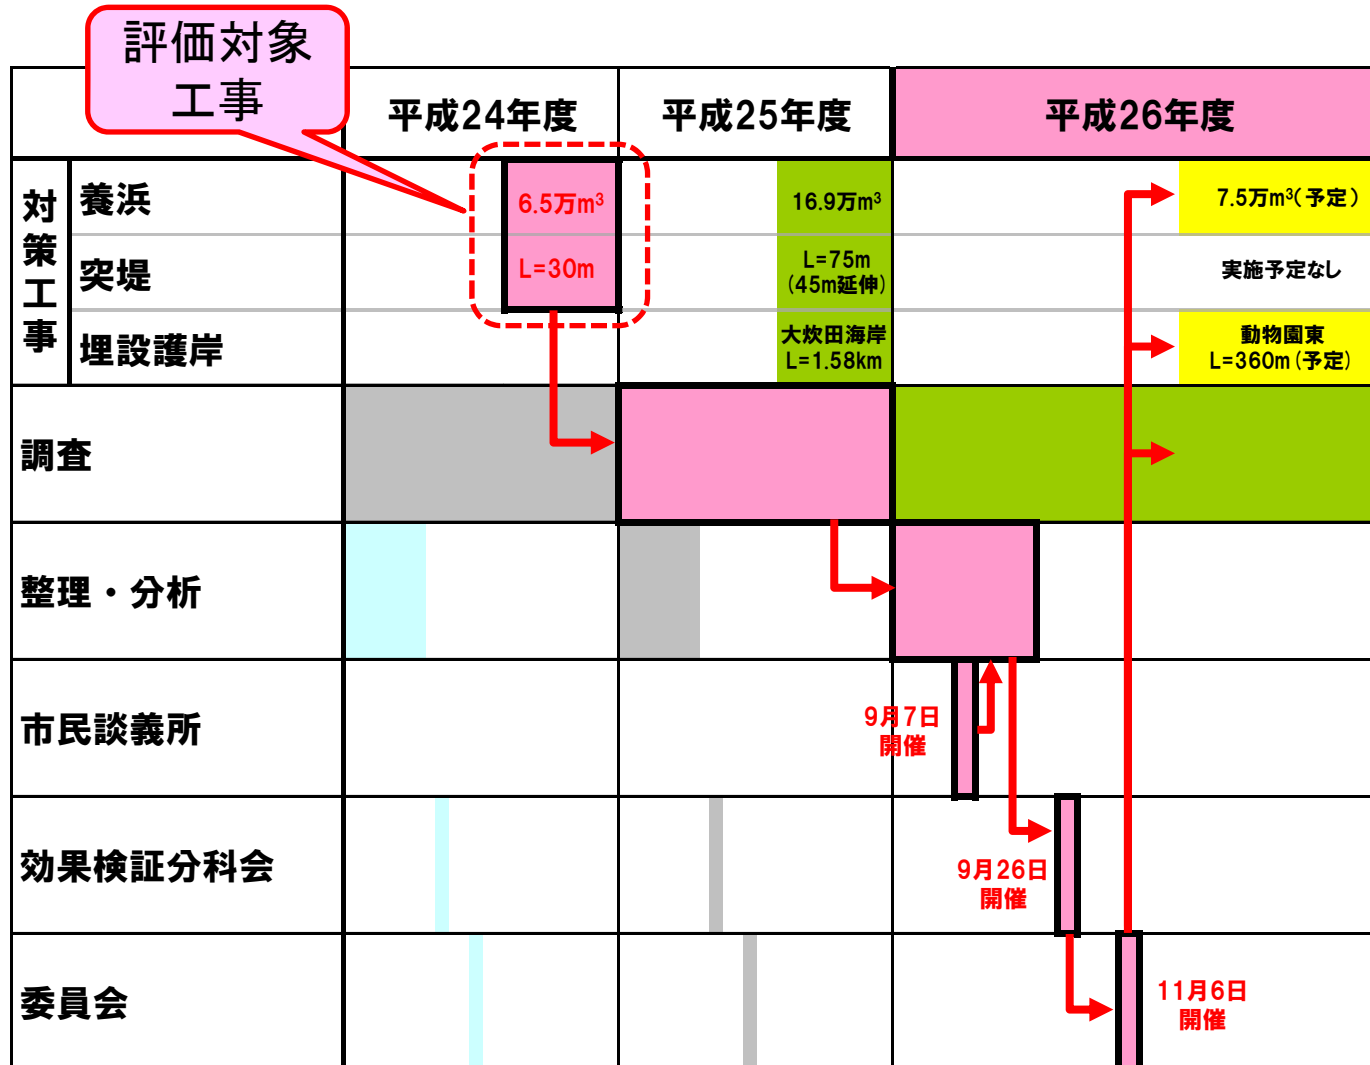 評価対象
工事
平成24年度
平成25年度
平成26年度
対策工事
養浜
6.5万m³
16.9万m³
7.5万m³(予定)
突堤
L=30m
L=75m
(45m延伸)
実施予定なし
埋設護岸
大炊田海岸
L=1.58km
動物園東
L=360m(予定)
調査
整理・分析
市民談義所
9月7日
開催
効果検証分科会
9月26日
開催
委員会
11月6日
開催